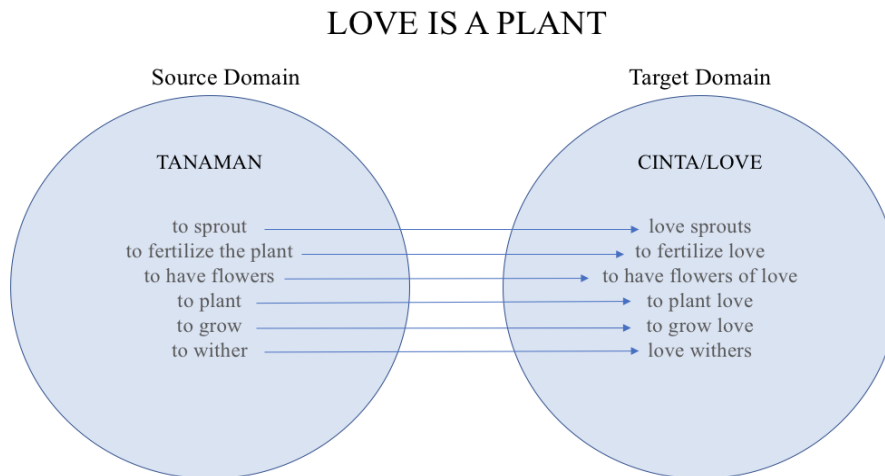 LOVE IS A PLANT
Source Domain
Target Domain
TANAMAN
CINTA/LOVE
to sprout
love sprouts
to fertilize the plant
to fertilize love
to have flowers
to have flowers of love
to plant
to plant love
to grow
to grow love
to wither
love withers